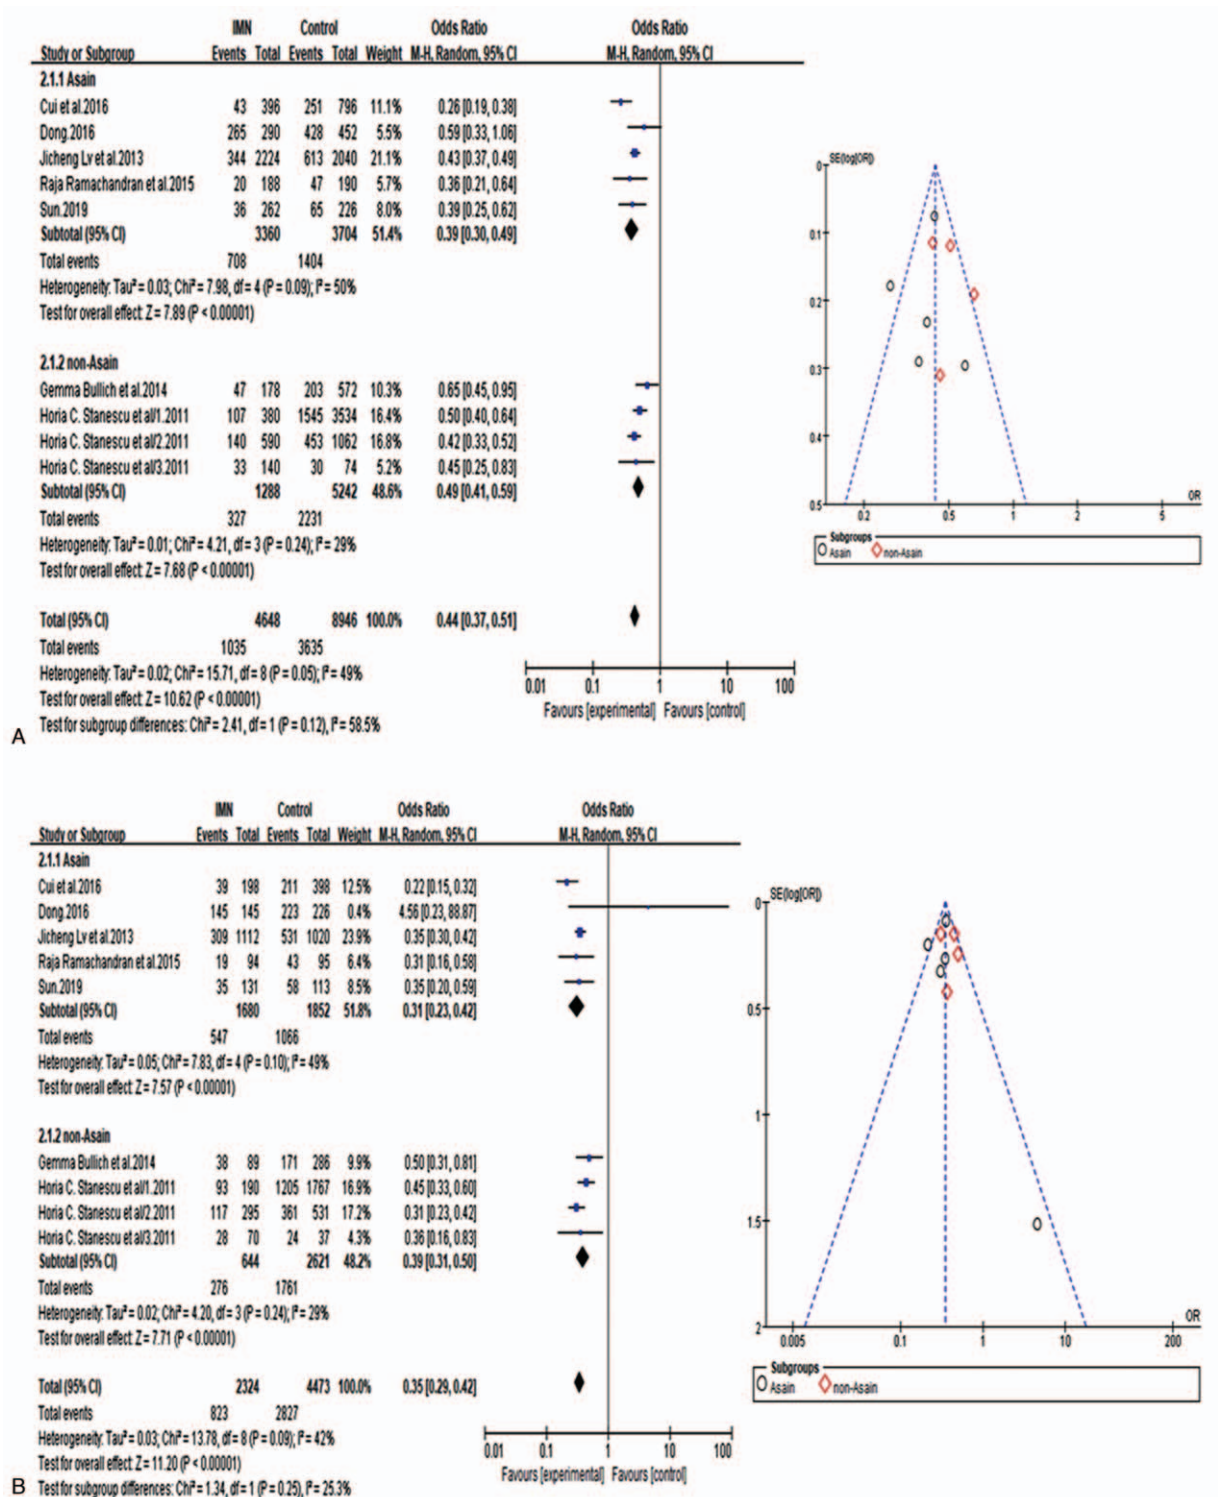 IMN Control Odds Ratio Odds Ratio
Study or Subgroup Events Total Events Total Weight M-H, Random, 95% CI M-H, Random, 95% CI
2.1.1 Asain
Cui et al.2016 43 396 251 796 11.1% 0.26 [0.19, 0.38]
Dong.2016 265 290 428 452 5.5% 0.59 [0.33, 1.06]
Jicheng Lv et al.2013 344 2224 613 2040 21.1% 0.43 [0.37, 0.49]
Raja Ramachandran et al.2015 20 188 47 190 5.7% 0.36 [0.21, 0.64]
Sun.2019 36 262 65 226 8.0% 0.39 [0.25, 0.62]
Subtotal (95% CI) 3360 3704 51.4% 0.39 [0.30, 0.49]
Total events 708 1404
Heterogeneity: Tau² = 0.03; Chi² = 7.98, df = 4 (P = 0.09); I² = 50%
Test for overall effect: Z = 7.89 (P < 0.00001)
2.1.2 non-Asain
Gemma Bullich et al.2014 47 178 203 572 10.3% 0.65 [0.45, 0.95]
Horia C. Stanescu et al/1.2011 107 380 1545 3534 16.4% 0.50 [0.40, 0.64]
Horia C. Stanescu et al/2.2011 140 590 453 1062 16.8% 0.42 [0.33, 0.52]
Horia C. Stanescu et al/3.2011 33 140 30 74 5.2% 0.45 [0.25, 0.83]
Subtotal (95% CI) 1288 5242 48.6% 0.49 [0.41, 0.59]
Total events 327 2231
Heterogeneity: Tau² = 0.01; Chi² = 4.21, df = 3 (P = 0.24); I² = 29%
Test for overall effect: Z = 7.68 (P < 0.00001)
Total (95% CI) 4648 8946 100.0% 0.44 [0.37, 0.51]
Total events 1035 3635
Heterogeneity: Tau² = 0.02; Chi² = 15.71, df = 8 (P = 0.05); I² = 49%
Test for overall effect: Z = 10.62 (P < 0.00001)
Test for subgroup differences: Chi² = 2.41, df = 1 (P = 0.12), I² = 58.5%
0.01 0.1 1 10 100
Favours [experimental] Favours [control]
SE(log[OR])
0
0.1
0.2
0.3
0.4
0.5
0.2 0.5 1 2 5
OR
Subgroups
Asain non-Asain
A
IMN Control Odds Ratio Odds Ratio
Study or Subgroup Events Total Events Total Weight M-H, Random, 95% CI M-H, Random, 95% CI
2.1.1 Asain
Cui et al.2016 39 198 211 398 12.5% 0.22 [0.15, 0.32]
Dong.2016 145 145 223 226 0.4% 4.56 [0.23, 88.87]
Jicheng Lv et al.2013 309 1112 531 1020 23.9% 0.35 [0.30, 0.42]
Raja Ramachandran et al.2015 19 94 43 95 6.4% 0.31 [0.16, 0.58]
Sun.2019 35 131 58 113 8.5% 0.35 [0.20, 0.59]
Subtotal (95% CI) 1680 1852 51.8% 0.31 [0.23, 0.42]
Total events 547 1066
Heterogeneity: Tau² = 0.05; Chi² = 7.83, df = 4 (P = 0.10); I² = 49%
Test for overall effect: Z = 7.57 (P < 0.00001)
2.1.2 non-Asain
Gemma Bullich et al.2014 38 89 171 286 9.9% 0.50 [0.31, 0.81]
Horia C. Stanescu et al/1.2011 93 190 1205 1767 16.9% 0.45 [0.33, 0.60]
Horia C. Stanescu et al/2.2011 117 295 361 531 17.2% 0.31 [0.23, 0.42]
Horia C. Stanescu et al/3.2011 28 70 24 37 4.3% 0.36 [0.16, 0.83]
Subtotal (95% CI) 644 2621 48.2% 0.39 [0.31, 0.50]
Total events 276 1761
Heterogeneity: Tau² = 0.02; Chi² = 4.20, df = 3 (P = 0.24); I² = 29%
Test for overall effect: Z = 7.71 (P < 0.00001)
Total (95% CI) 2324 4473 100.0% 0.35 [0.29, 0.42]
Total events 823 2827
Heterogeneity: Tau² = 0.03; Chi² = 13.78, df = 8 (P = 0.09); I² = 42%
Test for overall effect: Z = 11.20 (P < 0.00001)
Test for subgroup differences: Chi² = 1.34, df = 1 (P = 0.25), I² = 25.3%
0.01 0.1 1 10 100
Favours [experimental] Favours [control]
SE(log[OR])
0
0.5
1
1.5
2
0.005 0.1 1 10 200
OR
Subgroups
Asain non-Asain
B